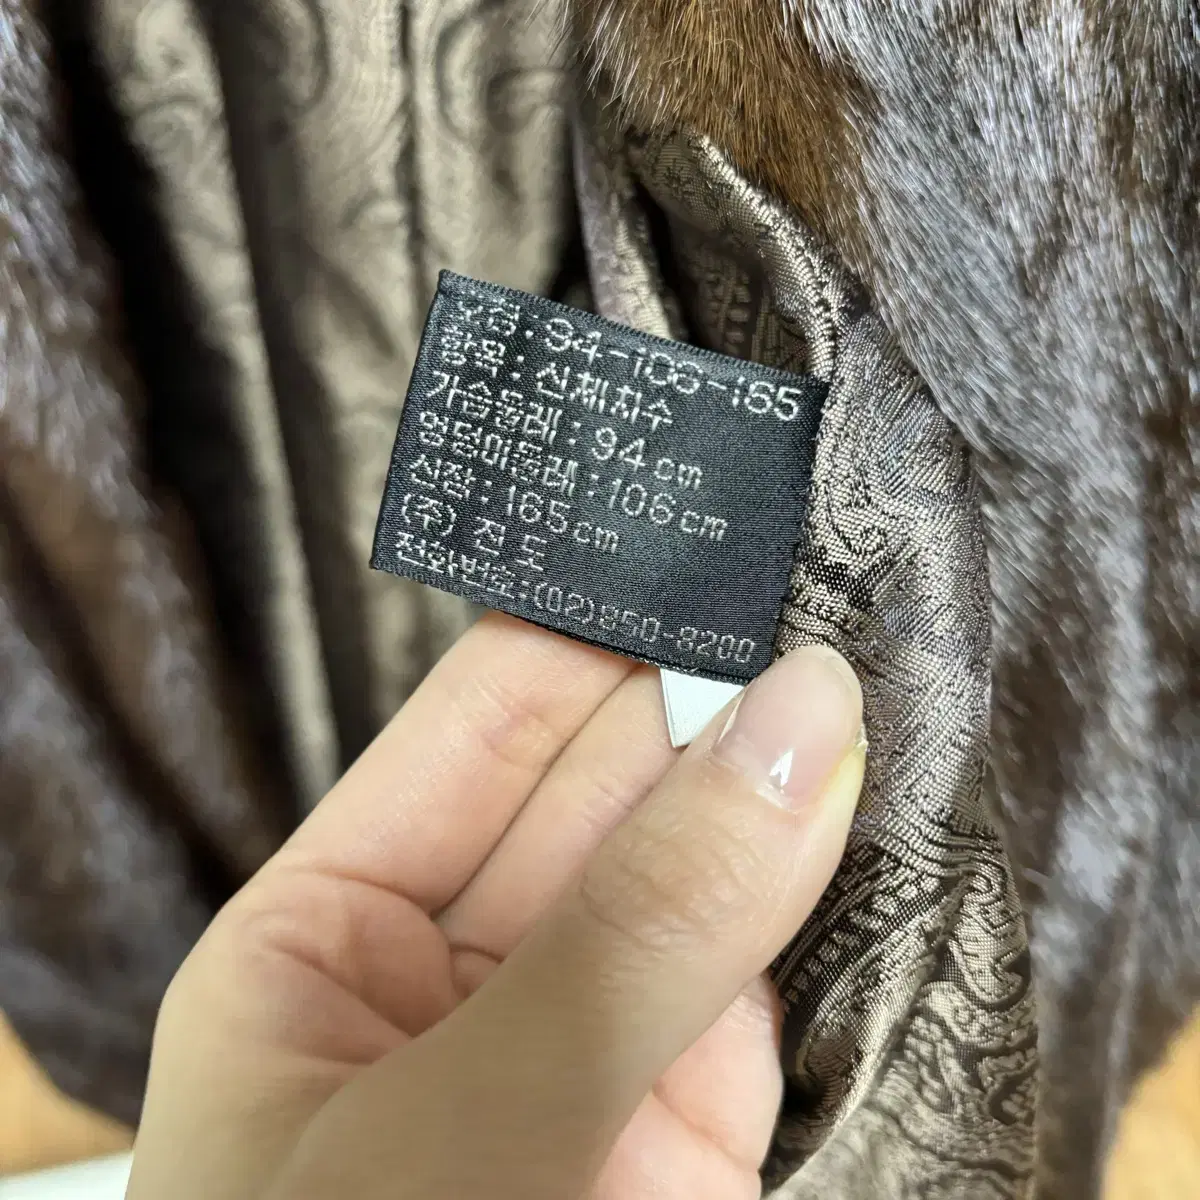 호칭: 94-106-165
항목: 신체치수
가슴둘레: 94cm
엉덩이둘레: 106cm
신장: 165cm
(주) 진도
전화번호:(02)850-8200